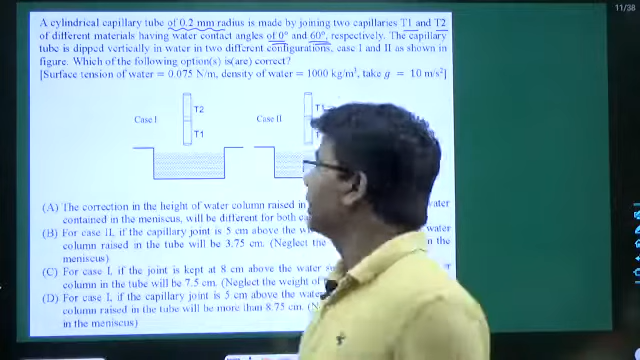 11/38
A cylindrical capillary tube of 0.2 mm radius is made by joining two capillaries T1 and T2
of different materials having water contact angles of 0° and 60°, respectively. The capillary
tube is dipped vertically in water in two different configurations, case I and II as shown in
figure. Which of the following option(s) is(are) correct?
[Surface tension of water = 0.075 N/m, density of water = 1000 kg/m³, take g = 10 m/s²]
T2
T1
Case I
Case II
T1
(A) The correction in the height of water column raised in water
contained in the meniscus, will be different for both
(B) For case II, if the capillary joint is 5 cm above the water
column raised in the tube will be 3.75 cm. (Neglect the in the
meniscus)
(C) For case I, if the joint is kept at 8 cm above the water
column in the tube will be 7.5 cm. (Neglect the weight of
(D) For case I, if the capillary joint is 5 cm above the water
column raised in the tube will be more than 8.75 cm.
in the meniscus)